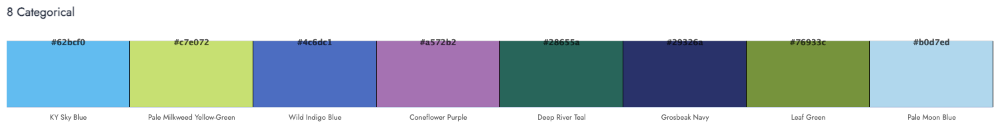 8 Categorical
#62bcf0 #c7e072 #4c6dc1 #a572b2 #28655a #29326a #76933c #b0d7ed
KY Sky Blue Pale Milkweed Yellow-Green Wild Indigo Blue Coneflower Purple Deep River Teal Grosbeak Navy Leaf Green Pale Moon Blue